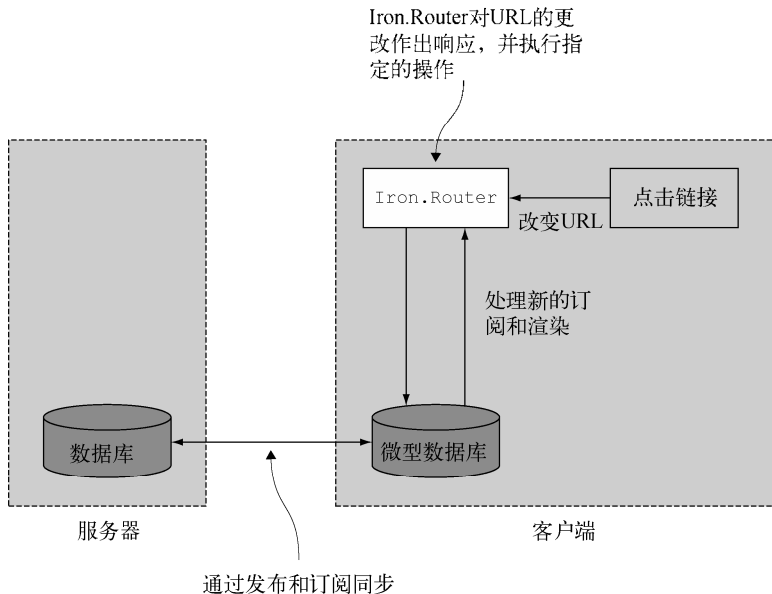 Iron.Router对URL的更
改作出响应，并执行指
定的操作
Iron.Router
点击链接
改变URL
处理新的订
阅和渲染
数据库
微型数据库
服务器
客户端
通过发布和订阅同步